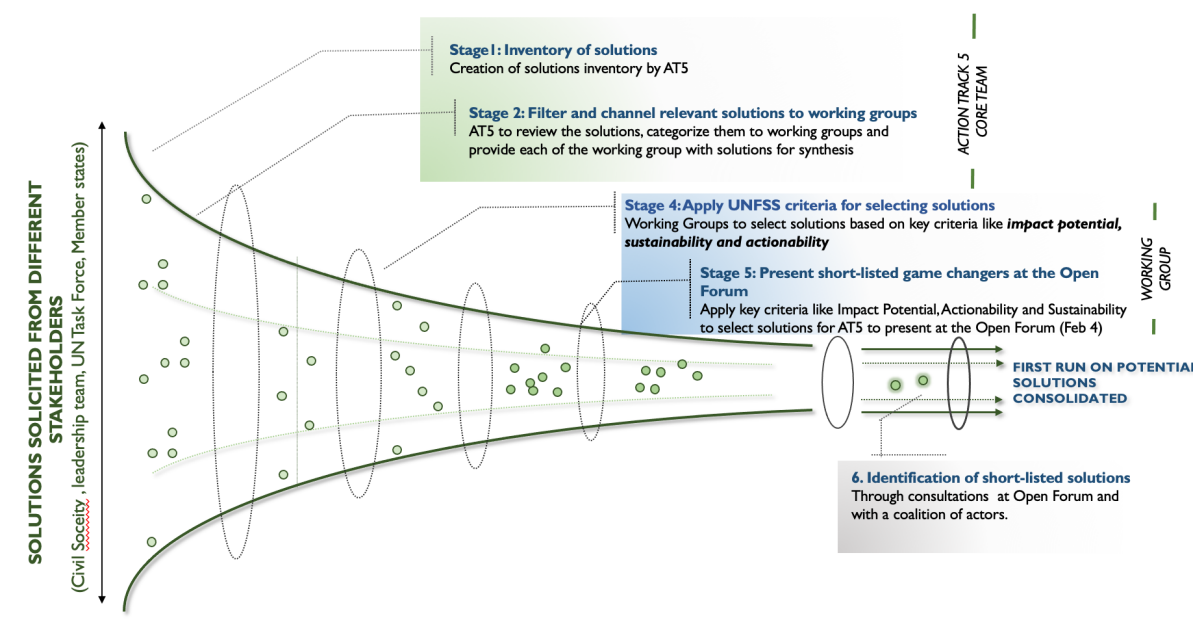 Stage1: Inventory of solutions
Creation of solutions inventory by AT5
Stage 2: Filter and channel relevant solutions to working groups
AT5 to review the solutions, categorize them to working groups and
provide each of the working group with solutions for synthesis
ACTION TRACK 5
CORE TEAM
Stage 4: Apply UNFSS criteria for selecting solutions
Working Groups to select solutions based on key criteria like impact potential,
sustainability and actionability
Stage 5: Present short-listed game changers at the Open
Forum
Apply key criteria like Impact Potential, Actionability and Sustainability
to select solutions for AT5 to present at the Open Forum (Feb 4)
WORKING
GROUP
SOLUTIONS SOLICITED FROM DIFFERENT
STAKEHOLDERS
(Civil Soceity , leadership team, UN Task Force, Member states)
FIRST RUN ON POTENTIAL
SOLUTIONS
CONSOLIDATED
6. Identification of short-listed solutions
Through consultations at Open Forum and
with a coalition of actors.